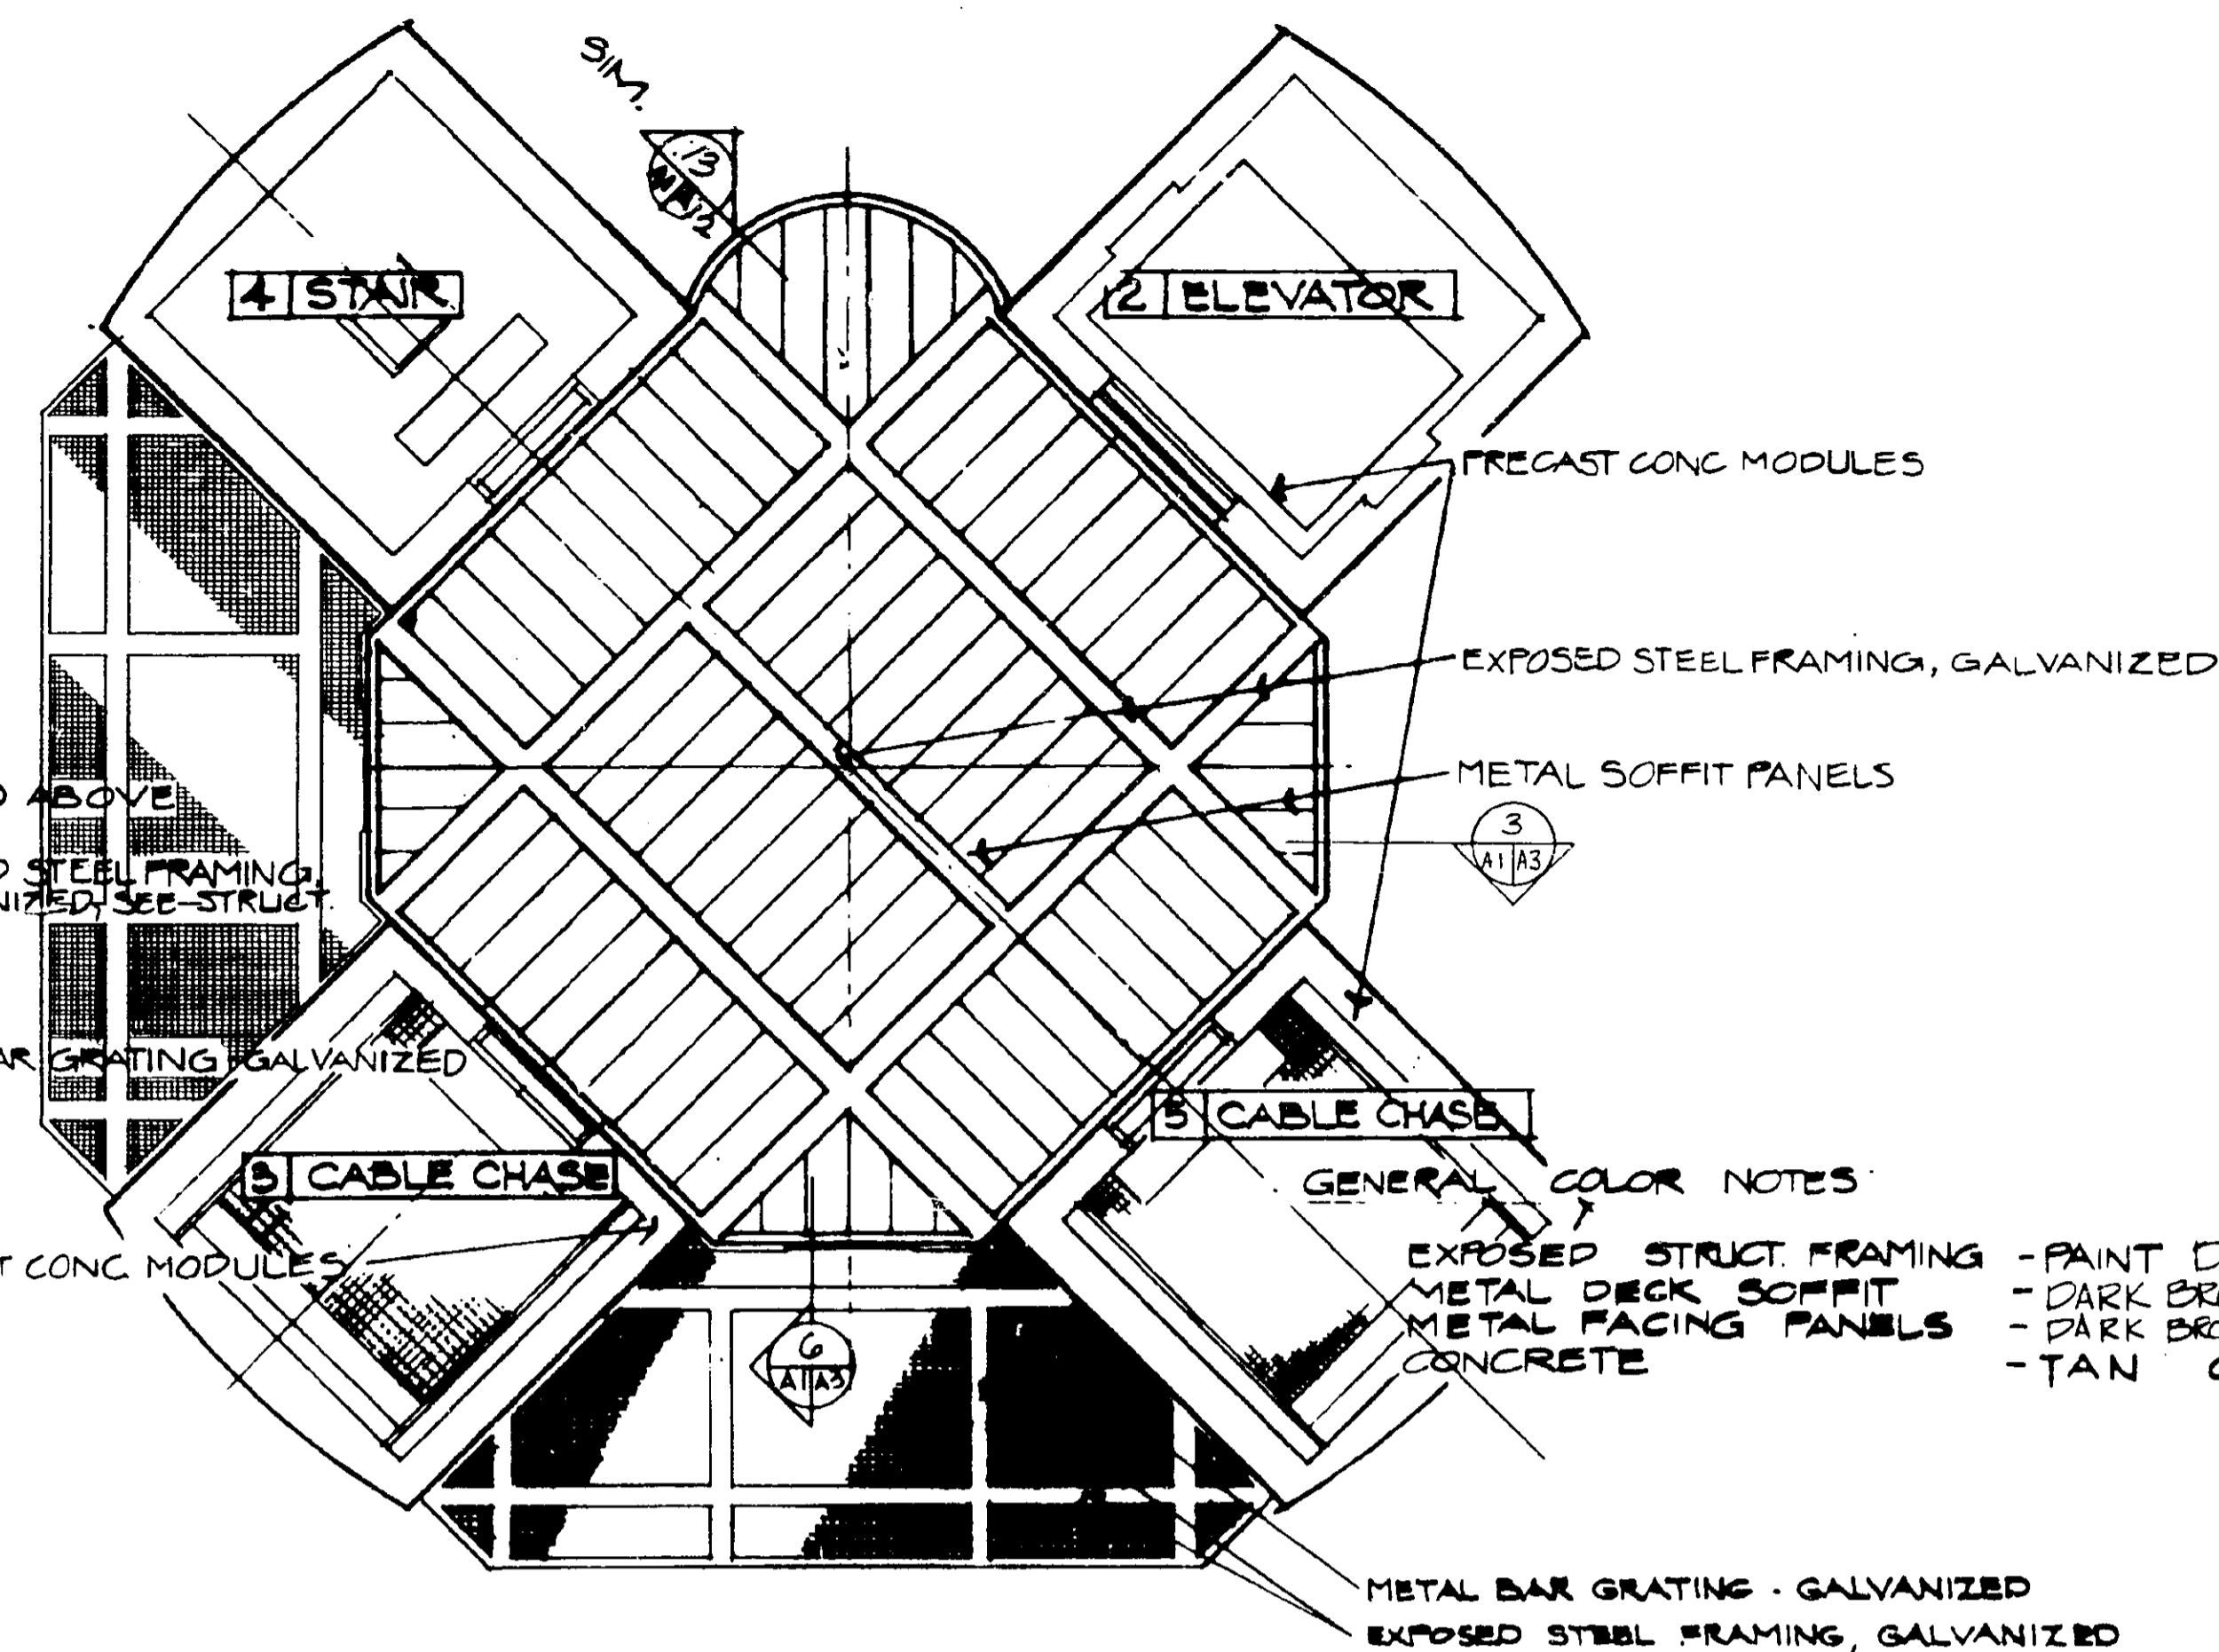 SIM.
13
4 STAIR
2 ELEVATOR
PRECAST CONC MODULES
EXPOSED STEEL FRAMING, GALVANIZED
METAL SOFFIT PANELS
3
A1 A3
ABOVE
STEEL FRAMING,
SEE STRUCT.
GRATING GALVANIZED
5 CABLE CHASE
3 CABLE CHASE
CONC MODULES
GENERAL COLOR NOTES
EXPOSED STRUCT. FRAMING - PAINT
METAL DECK SOFFIT - DARK
METAL FACING PANELS - DARK
CONCRETE - TAN
6
A1 A3
METAL BAR GRATING - GALVANIZED
EXPOSED STEEL FRAMING, GALVANIZED